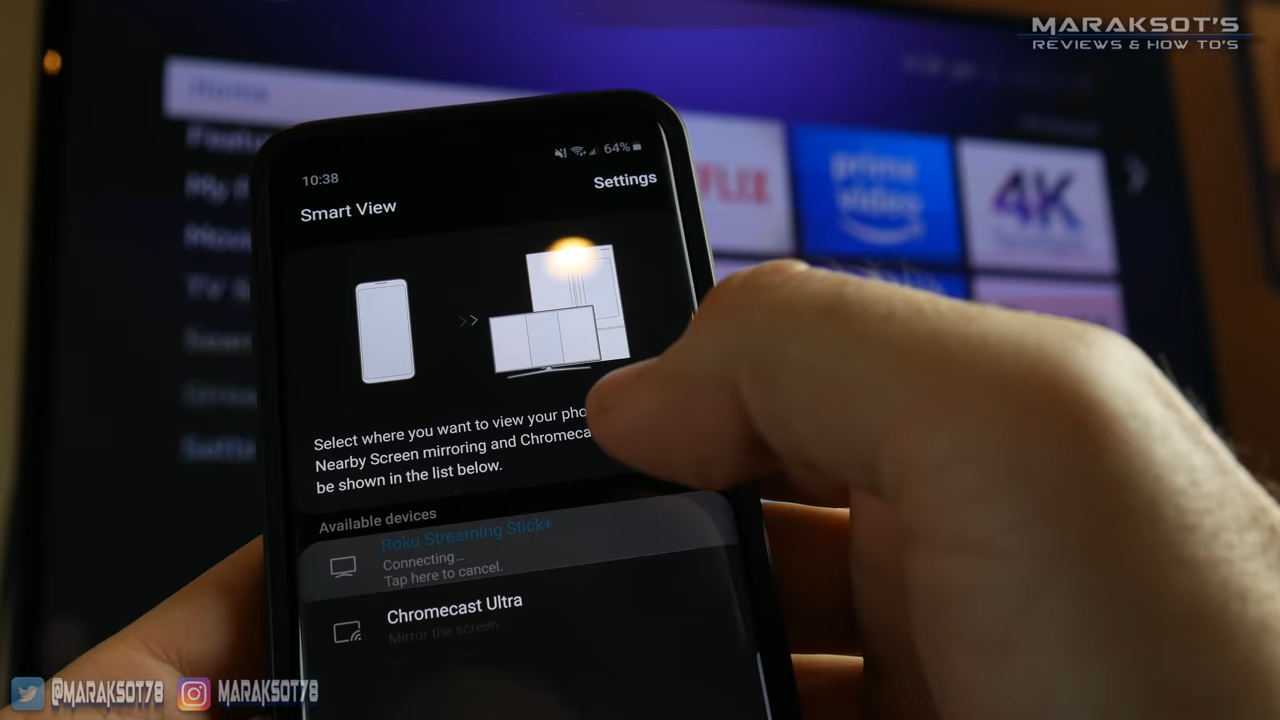 MARAKSOT'S
REVIEWS & HOW TO'S
Home
prime video
4K
10:38
64%
Settings
Smart View
Select where you want to view your pho
Nearby Screen mirroring and Chromeca
be shown in the list below.
Available devices
Roku Streaming Stick+
Connecting...
Tap here to cancel.
Chromecast Ultra
Mirror the screen
@MARAKSOT78
MARAKSOT78